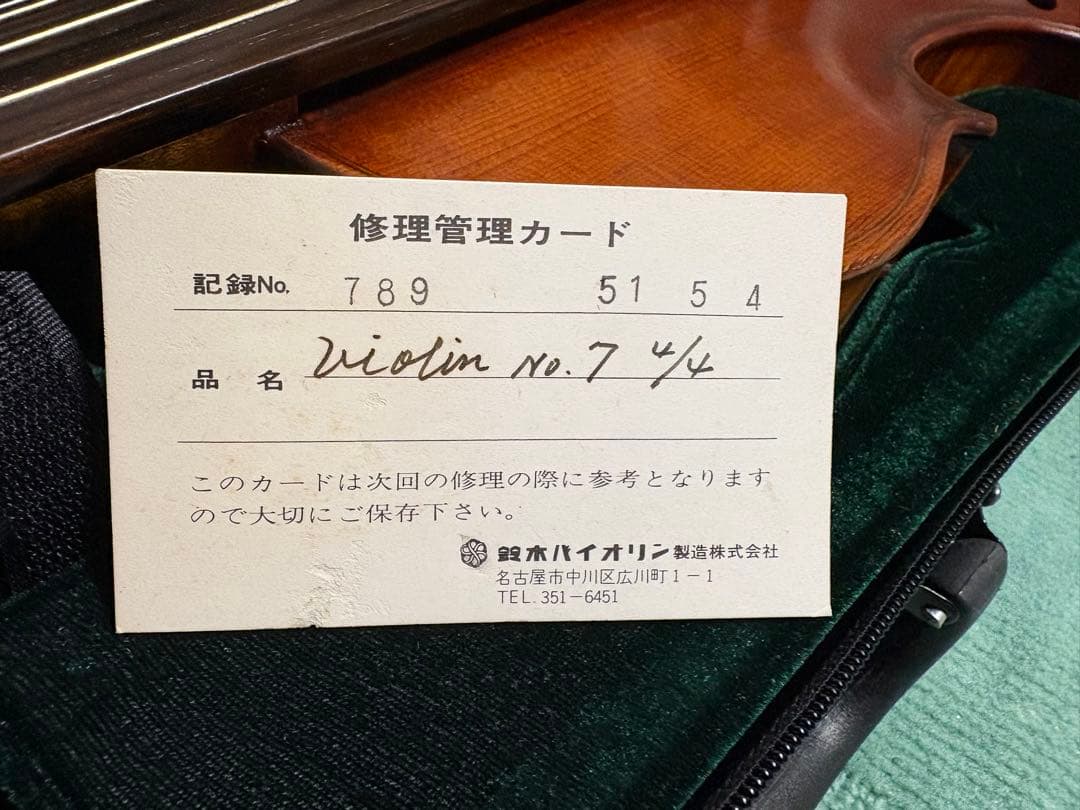 修理管理カード
記録No. 789 51 5 4
品名 Violin No.7 4/4
このカードは次回の修理の際に参考となります
ので大切にご保存下さい。
鈴木バイオリン製造株式会社
名古屋市中川区広川町1-1
TEL.351-6451